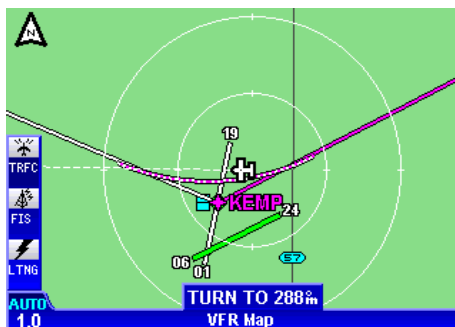 N
19
TRFC
KEMP
24
FIS
06
01
57
LTNG
AUTO
TURN TO 288°m
1.0
VFR Map